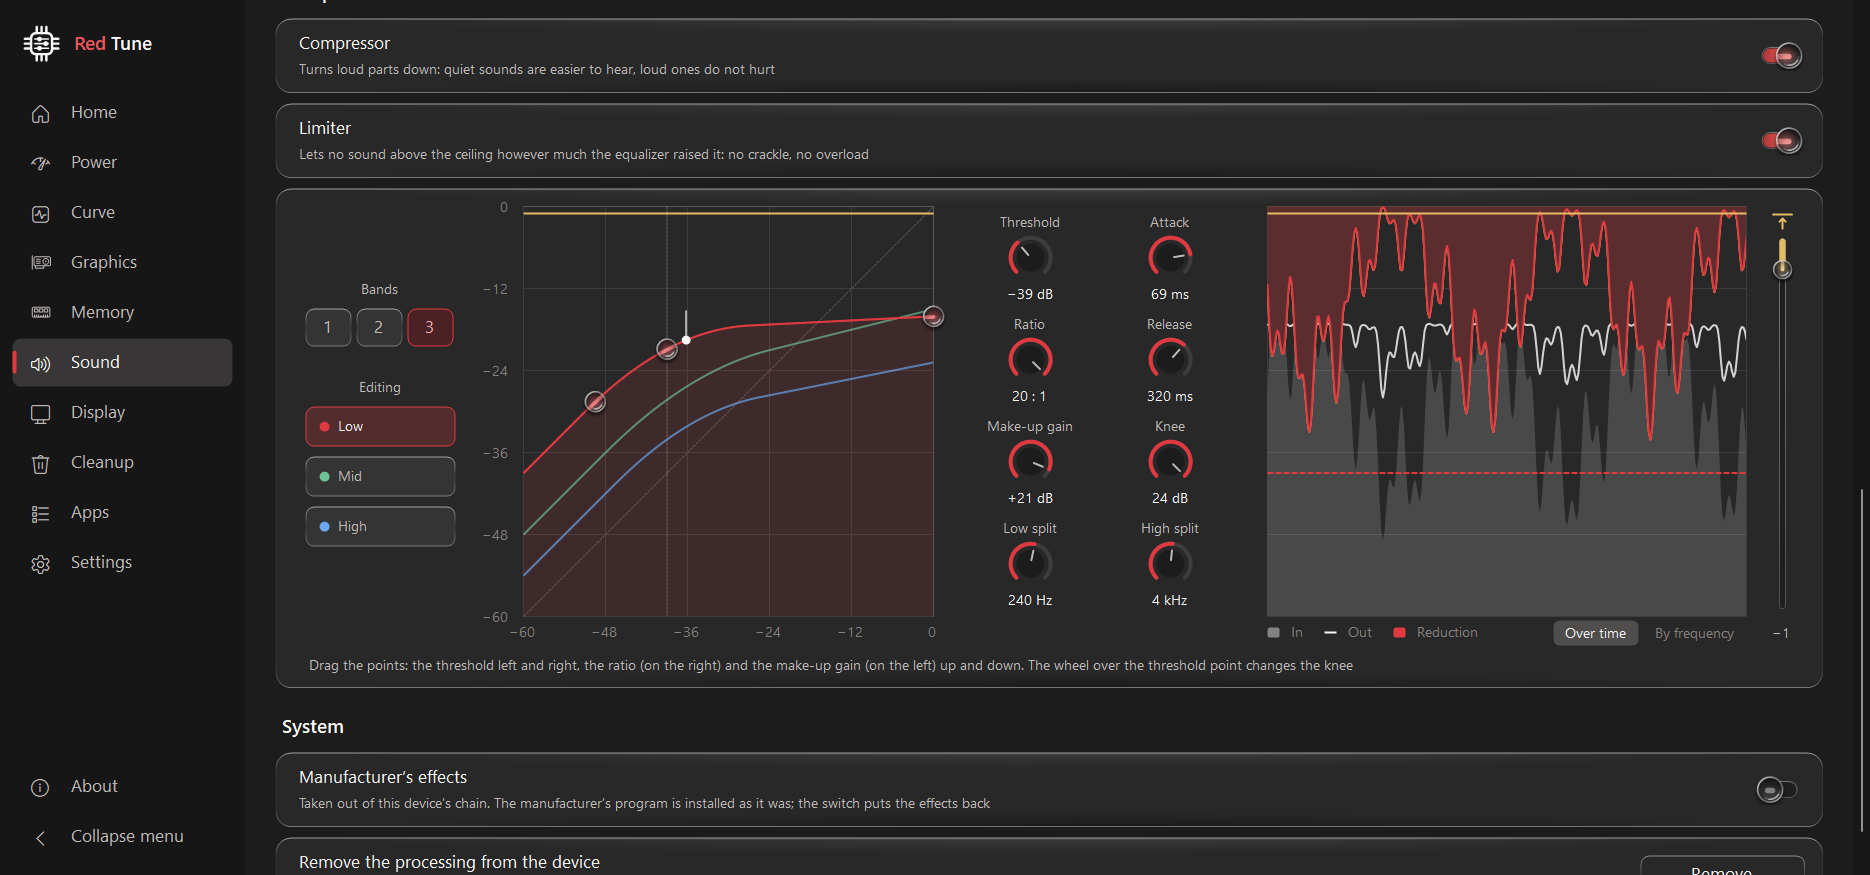 Red Tune
Home
Power
Curve
Graphics
Memory
Sound
Display
Cleanup
Apps
Settings
About
Collapse menu
Compressor
Turns loud parts down: quiet sounds are easier to hear, loud ones do not hurt
Limiter
Lets no sound above the ceiling however much the equalizer raised it: no crackle, no overload
Bands
1 2 3
Editing
Low
Mid
High
0
−12
−24
−36
−48
−60
−60 −48 −36 −24 −12 0
Threshold Attack
−39 dB 69 ms
Ratio Release
20 : 1 320 ms
Make-up gain Knee
+21 dB 24 dB
Low split High split
240 Hz 4 kHz
In Out Reduction Over time By frequency −1
Drag the points: the threshold left and right, the ratio (on the right) and the make-up gain (on the left) up and down. The wheel over the threshold point changes the knee
System
Manufacturer’s effects
Taken out of this device’s chain. The manufacturer’s program is installed as it was; the switch puts the effects back
Remove the processing from the device
Remove